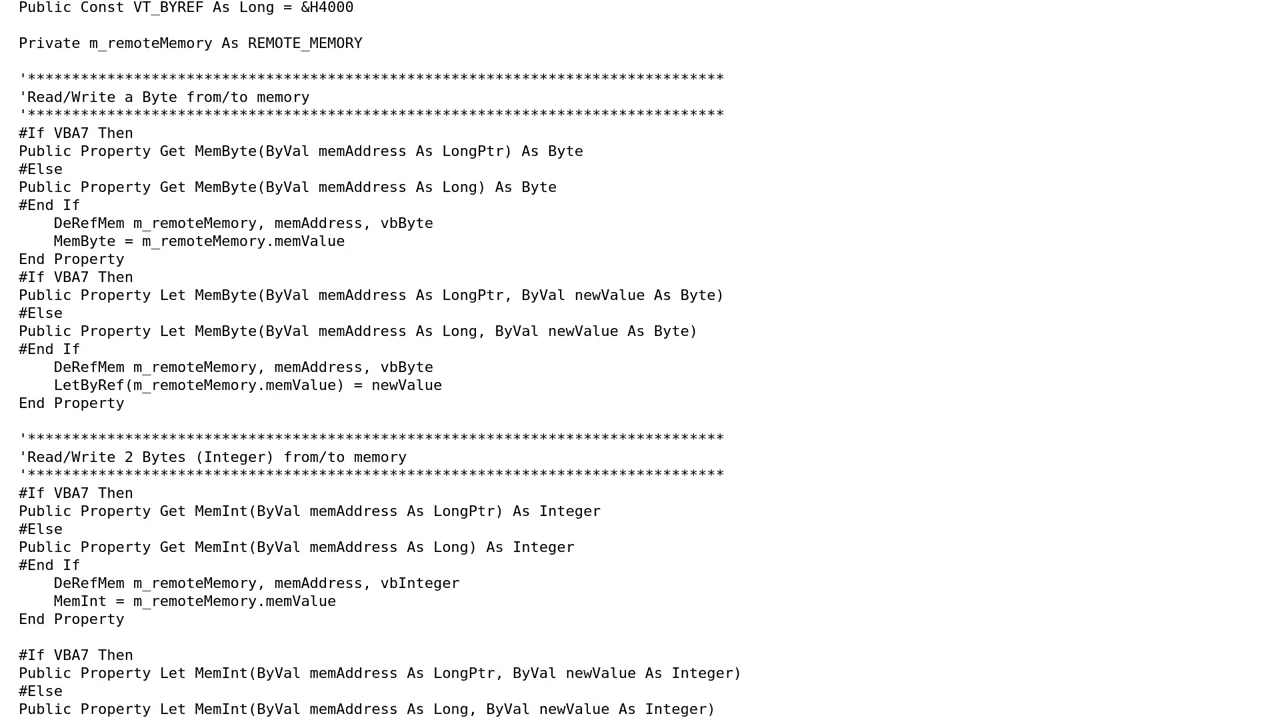 Public Const VT_BYREF As Long = &H4000
Private m_remoteMemory As REMOTE_MEMORY
'*******************************************************************************
'Read/Write a Byte from/to memory
'*******************************************************************************
#If VBA7 Then
Public Property Get MemByte(ByVal memAddress As LongPtr) As Byte
#Else
Public Property Get MemByte(ByVal memAddress As Long) As Byte
#End If
    DeRefMem m_remoteMemory, memAddress, vbByte
    MemByte = m_remoteMemory.memValue
End Property
#If VBA7 Then
Public Property Let MemByte(ByVal memAddress As LongPtr, ByVal newValue As Byte)
#Else
Public Property Let MemByte(ByVal memAddress As Long, ByVal newValue As Byte)
#End If
    DeRefMem m_remoteMemory, memAddress, vbByte
    LetByRef(m_remoteMemory.memValue) = newValue
End Property
'*******************************************************************************
'Read/Write 2 Bytes (Integer) from/to memory
'*******************************************************************************
#If VBA7 Then
Public Property Get MemInt(ByVal memAddress As LongPtr) As Integer
#Else
Public Property Get MemInt(ByVal memAddress As Long) As Integer
#End If
    DeRefMem m_remoteMemory, memAddress, vbInteger
    MemInt = m_remoteMemory.memValue
End Property
#If VBA7 Then
Public Property Let MemInt(ByVal memAddress As LongPtr, ByVal newValue As Integer)
#Else
Public Property Let MemInt(ByVal memAddress As Long, ByVal newValue As Integer)